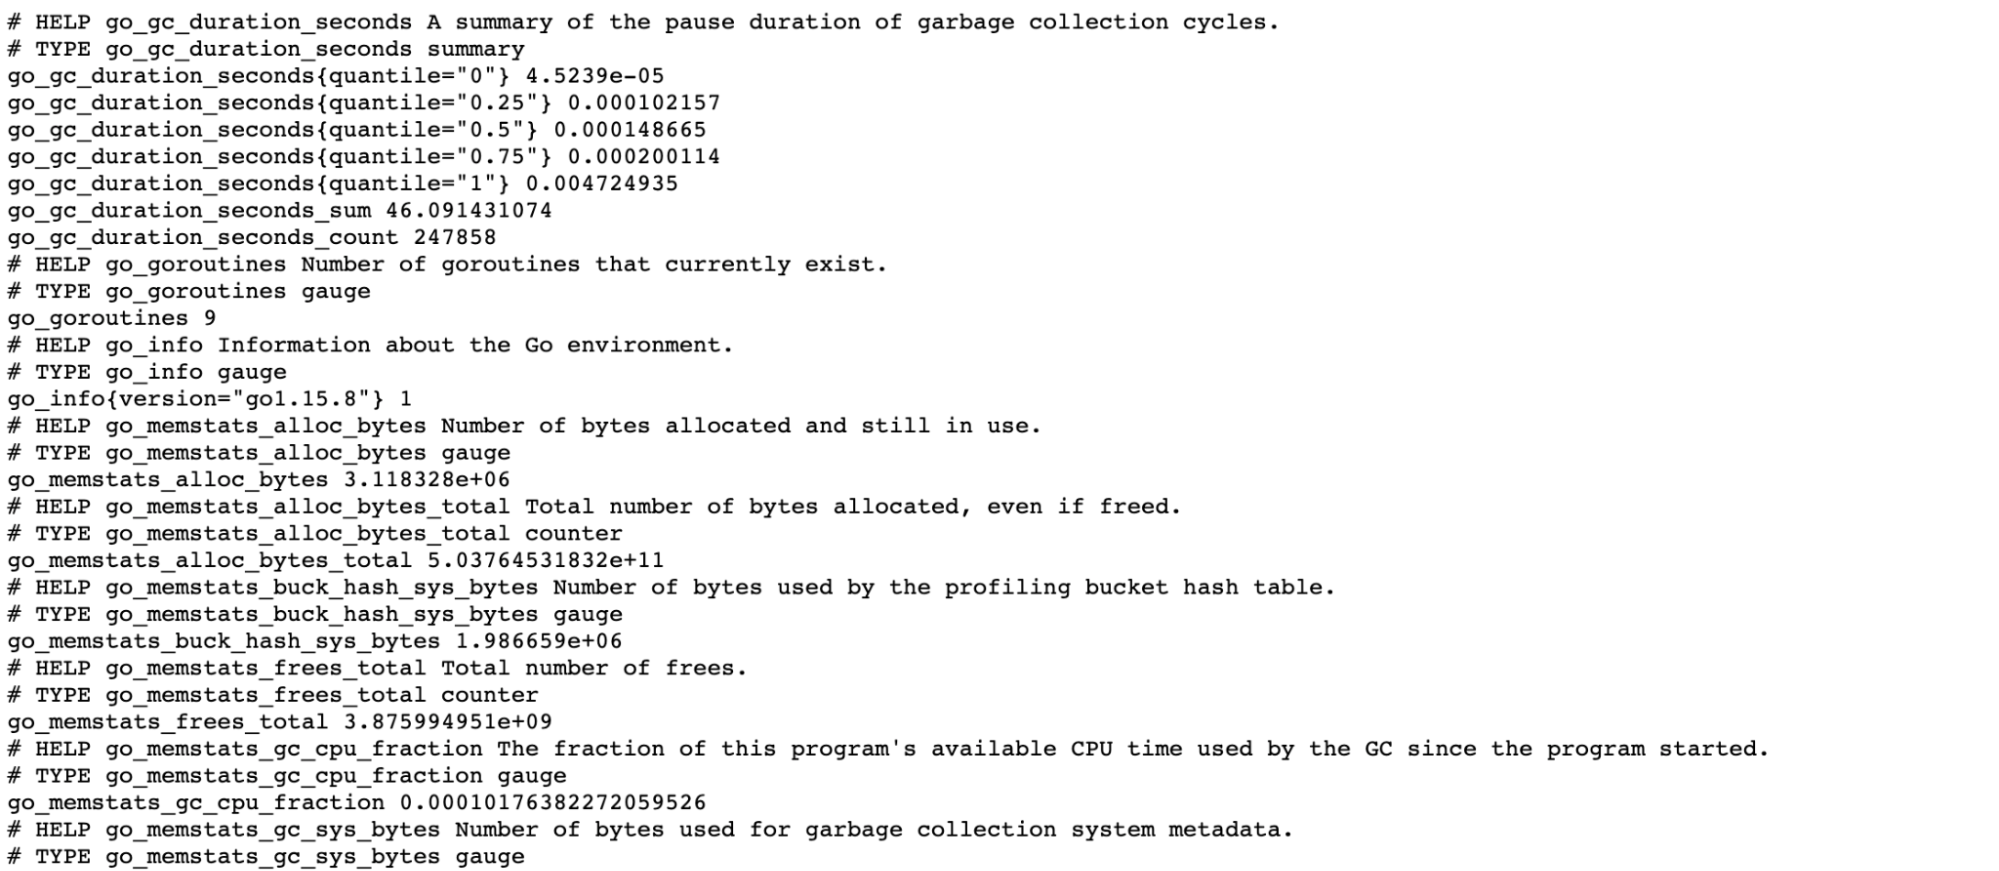 # HELP go_gc_duration_seconds A summary of the pause duration of garbage collection cycles.
# TYPE go_gc_duration_seconds summary
go_gc_duration_seconds{quantile="0"} 4.5239e-05
go_gc_duration_seconds{quantile="0.25"} 0.000102157
go_gc_duration_seconds{quantile="0.5"} 0.000148665
go_gc_duration_seconds{quantile="0.75"} 0.000200114
go_gc_duration_seconds{quantile="1"} 0.004724935
go_gc_duration_seconds_sum 46.091431074
go_gc_duration_seconds_count 247858
# HELP go_goroutines Number of goroutines that currently exist.
# TYPE go_goroutines gauge
go_goroutines 9
# HELP go_info Information about the Go environment.
# TYPE go_info gauge
go_info{version="go1.15.8"} 1
# HELP go_memstats_alloc_bytes Number of bytes allocated and still in use.
# TYPE go_memstats_alloc_bytes gauge
go_memstats_alloc_bytes 3.118328e+06
# HELP go_memstats_alloc_bytes_total Total number of bytes allocated, even if freed.
# TYPE go_memstats_alloc_bytes_total counter
go_memstats_alloc_bytes_total 5.03764531832e+11
# HELP go_memstats_buck_hash_sys_bytes Number of bytes used by the profiling bucket hash table.
# TYPE go_memstats_buck_hash_sys_bytes gauge
go_memstats_buck_hash_sys_bytes 1.986659e+06
# HELP go_memstats_frees_total Total number of frees.
# TYPE go_memstats_frees_total counter
go_memstats_frees_total 3.875994951e+09
# HELP go_memstats_gc_cpu_fraction The fraction of this program's available CPU time used by the GC since the program started.
# TYPE go_memstats_gc_cpu_fraction gauge
go_memstats_gc_cpu_fraction 0.00010176382272059526
# HELP go_memstats_gc_sys_bytes Number of bytes used for garbage collection system metadata.
# TYPE go_memstats_gc_sys_bytes gauge